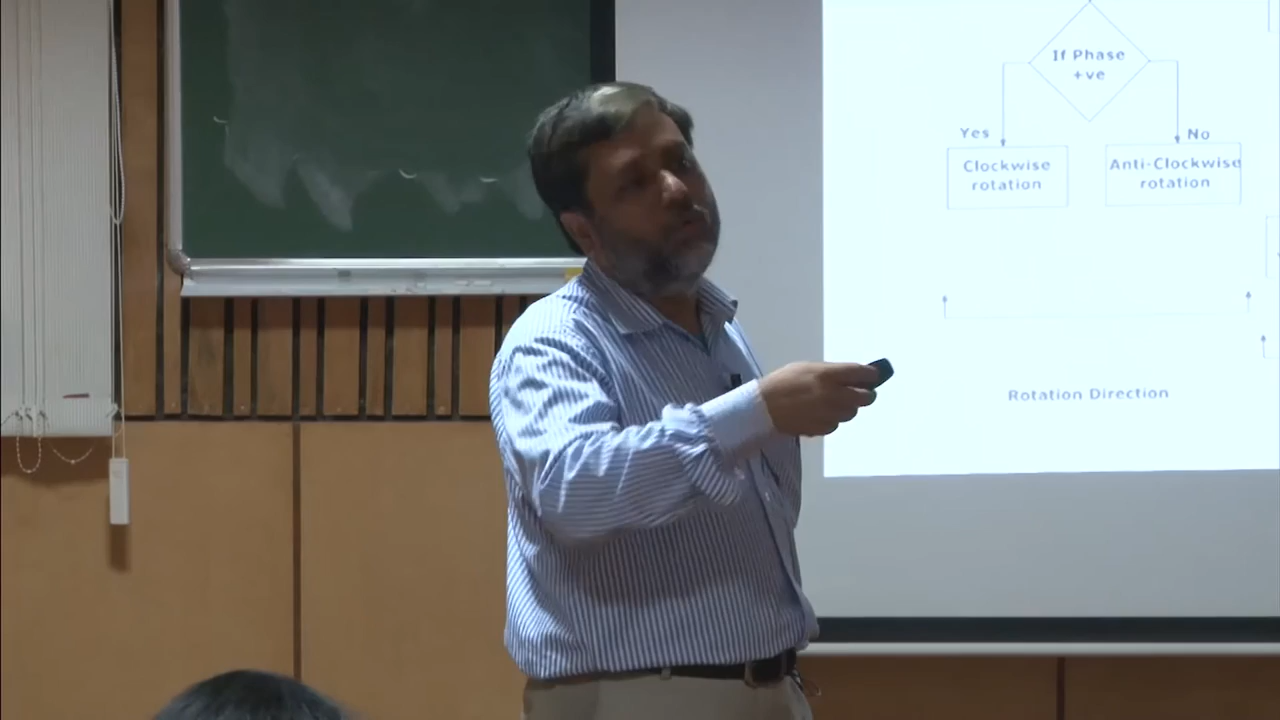 If Phase
+ve
Yes
No
Clockwise
rotation
Anti-Clockwise
rotation
Rotation Direction